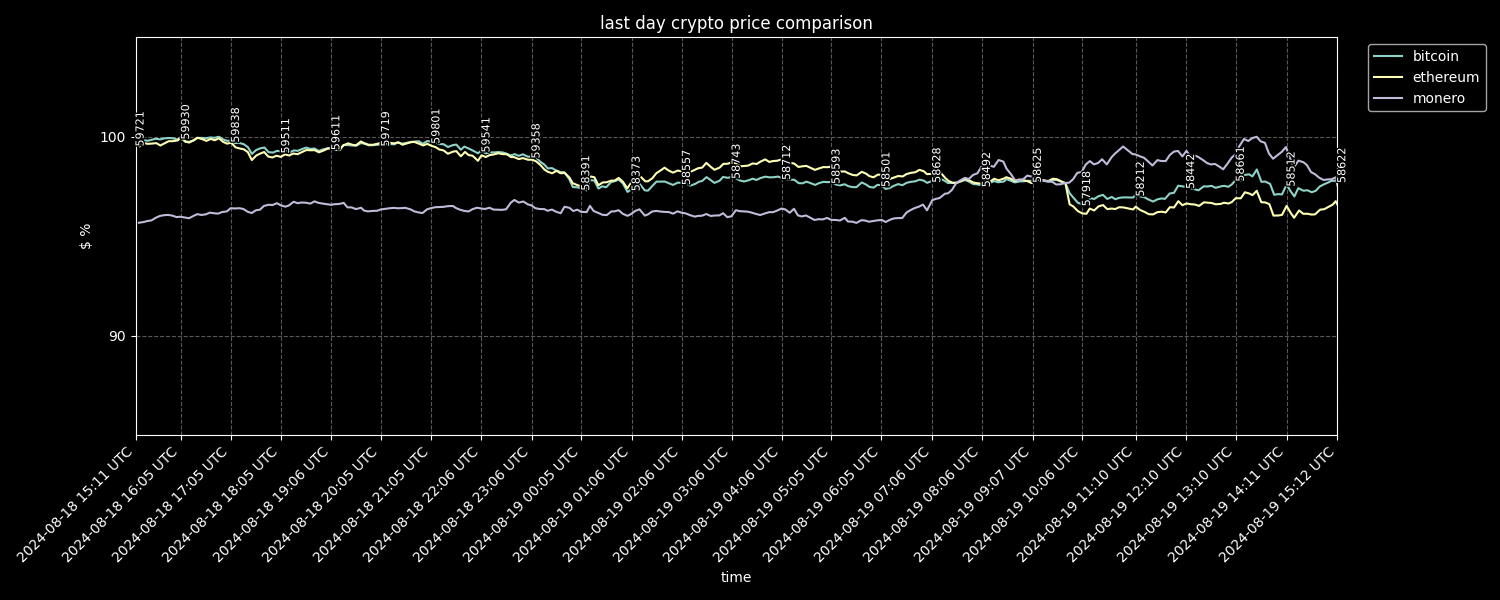 last day crypto price comparison
bitcoin
ethereum
monero
$ %
100
90
59721
59930
59838
59511
59611
59719
59801
59541
59358
58391
58373
58557
58743
58712
58593
58501
58628
58492
58625
57918
58212
58442
58661
58512
58622
2024-08-18 15:11 UTC
2024-08-18 16:05 UTC
2024-08-18 17:05 UTC
2024-08-18 18:05 UTC
2024-08-18 19:06 UTC
2024-08-18 20:05 UTC
2024-08-18 21:05 UTC
2024-08-18 22:06 UTC
2024-08-18 23:06 UTC
2024-08-19 00:05 UTC
2024-08-19 01:06 UTC
2024-08-19 02:06 UTC
2024-08-19 03:06 UTC
2024-08-19 04:06 UTC
2024-08-19 05:05 UTC
2024-08-19 06:05 UTC
2024-08-19 07:06 UTC
2024-08-19 08:06 UTC
2024-08-19 09:07 UTC
2024-08-19 10:06 UTC
2024-08-19 11:10 UTC
2024-08-19 12:10 UTC
2024-08-19 13:10 UTC
2024-08-19 14:11 UTC
2024-08-19 15:12 UTC
time